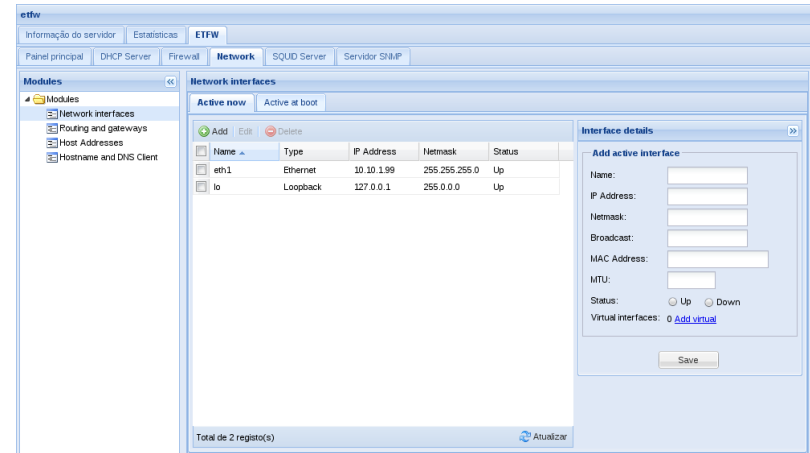 etfw
Informação do servidor Estatísticas ETFW
Painel principal DHCP Server Firewall Network SQUID Server Servidor SNMP
Modules
Modules
Network interfaces
Routing and gateways
Host Addresses
Hostname and DNS Client
Network interfaces
Active now Active at boot
Add Edit Delete
Name Type IP Address Netmask Status
eth1 Ethernet 10.10.1.99 255.255.255.0 Up
lo Loopback 127.0.0.1 255.0.0.0 Up
Total de 2 registo(s) Atualizar
Interface details
Add active interface
Name:
IP Address:
Netmask:
Broadcast:
MAC Address:
MTU:
Status: Up Down
Virtual interfaces: 0 Add virtual
Save